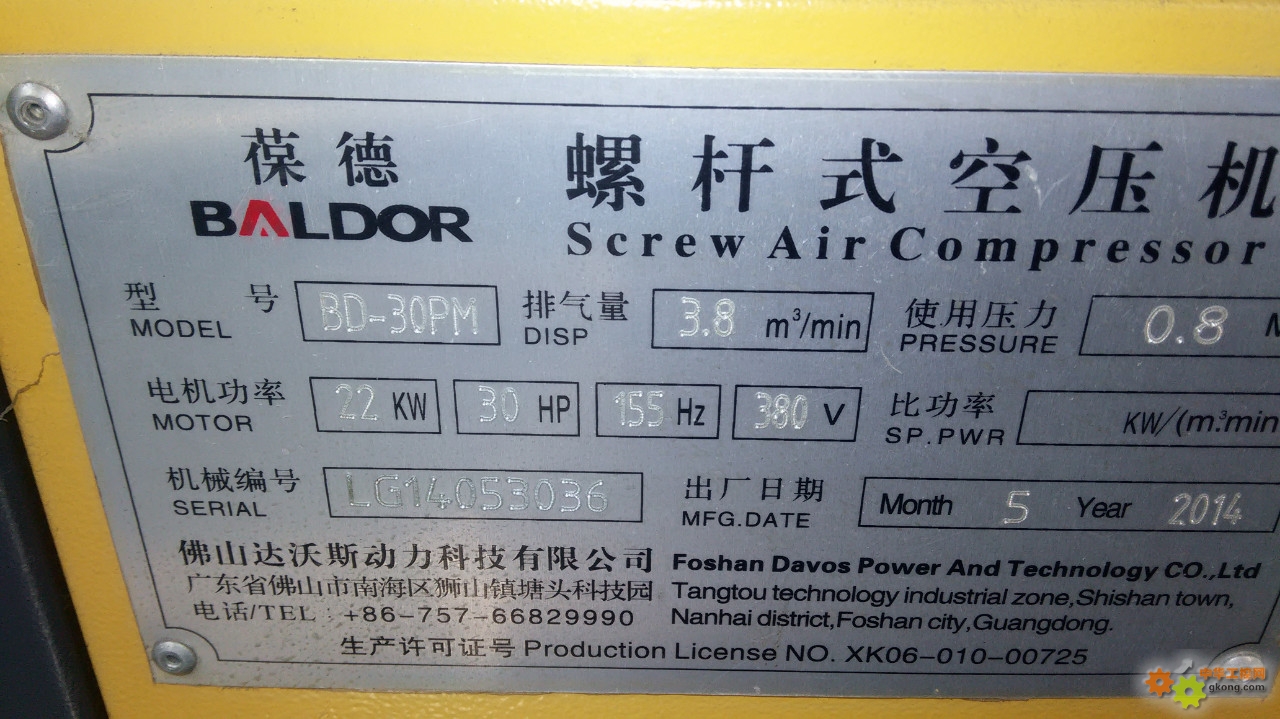 葆德 螺杆式空压机
BALDOR Screw Air Compressor
型号 BD-30PM 排气量 3.8 m³/min 使用压力 0.8
MODEL DISP PRESSURE
电机功率 22 KW 30 HP 155 Hz 380 V 比功率 KW/(m³.min
MOTOR SP.PWR
机械编号 LG14053036 出厂日期 Month 5 Year 2014
SERIAL MFG.DATE
佛山达沃斯动力科技有限公司 Foshan Davos Power And Technology CO.,Ltd
广东省佛山市南海区狮山镇塘头科技园 Tangtou technology industrial zone,Shishan town,
电话/TEL:+86-757-66829990 Nanhai district,Foshan city,Guangdong.
生产许可证号 Production License NO. XK06-010-00725
中华工控网
gkong.com